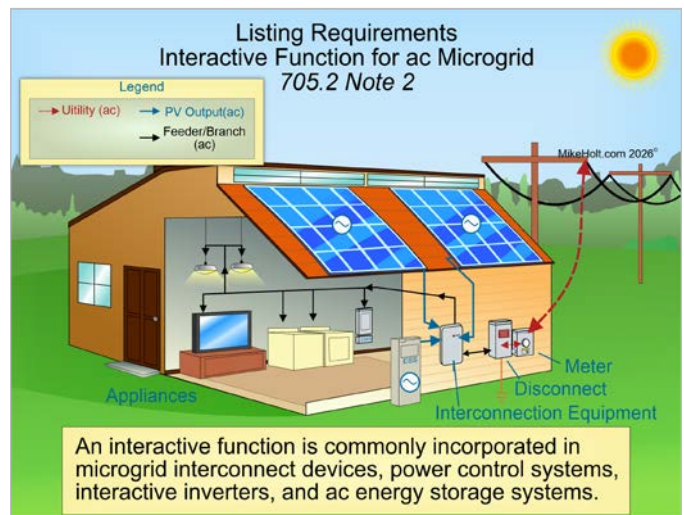 Listing Requirements
Interactive Function for ac Microgrid
705.2 Note 2
Legend
Uitility (ac)
PV Output(ac)
Feeder/Branch
(ac)
MikeHolt.com 2026©
ESS
Appliances
Meter
Disconnect
Interconnection Equipment
An interactive function is commonly incorporated in
microgrid interconnect devices, power control systems,
interactive inverters, and ac energy storage systems.